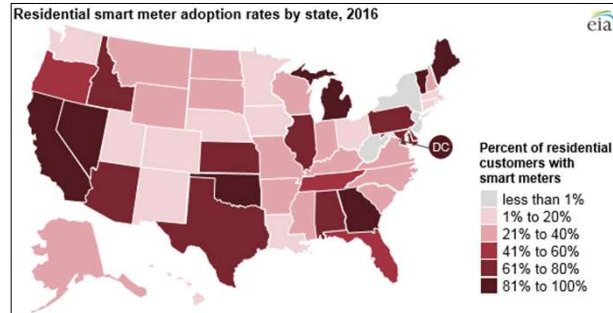 Residential smart meter adoption rates by state, 2016
eia
DC
Percent of residential
customers with
smart meters
less than 1%
1% to 20%
21% to 40%
41% to 60%
61% to 80%
81% to 100%